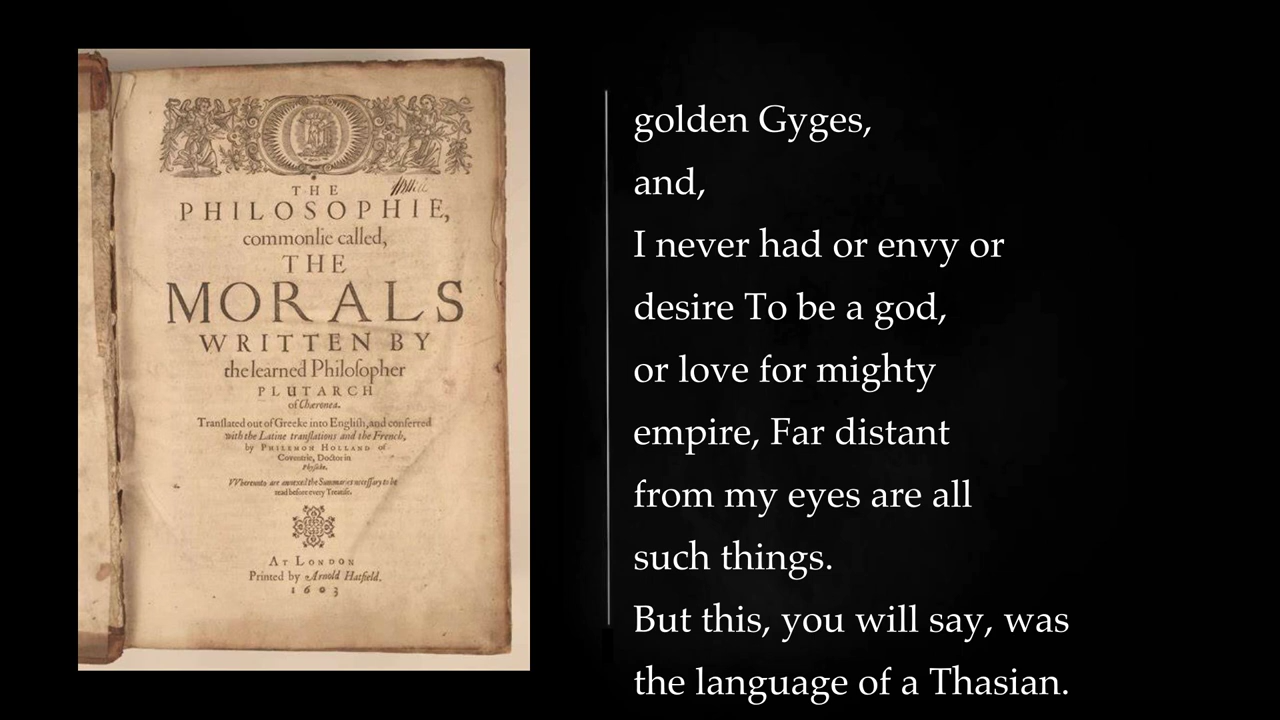 THE
PHILOSOPHIE,
commonlie called,
THE
MORALS
WRITTEN BY
the learned Philoſopher
PLUTARCH
of Chæronea.
Tranſlated out of Greeke into Engliſh, and conferred
with the Latine tranſlations and the French,
by PHILEMON HOLLAND of
Coventrie, Doctor in
Phyſicke.
VVhereunto are annexed the Summaries neceſſary to be
read before every Treatiſe.
AT LONDON
Printed by Arnold Hatfield.
1603
golden Gyges,
and,
I never had or envy or
desire To be a god,
or love for mighty
empire, Far distant
from my eyes are all
such things.
But this, you will say, was
the language of a Thasian.